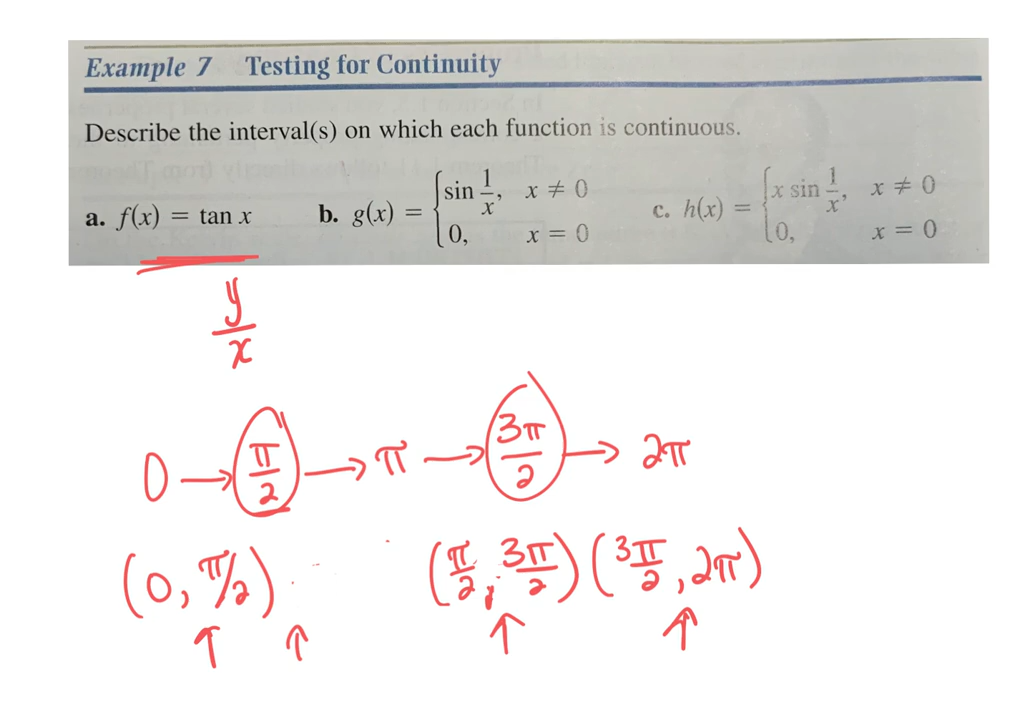 Example 7 Testing for Continuity
Describe the interval(s) on which each function is continuous.
a. f(x) = tan x b. g(x) = { sin 1/x, x ≠ 0 c. h(x) = { x sin 1/x, x ≠ 0
0, x = 0 0, x = 0
y/x
0 → π/2 → π → 3π/2 → 2π
(0, π/2) (π/2, 3π/2) (3π/2, 2π)
↑ ↑ ↑ ↑